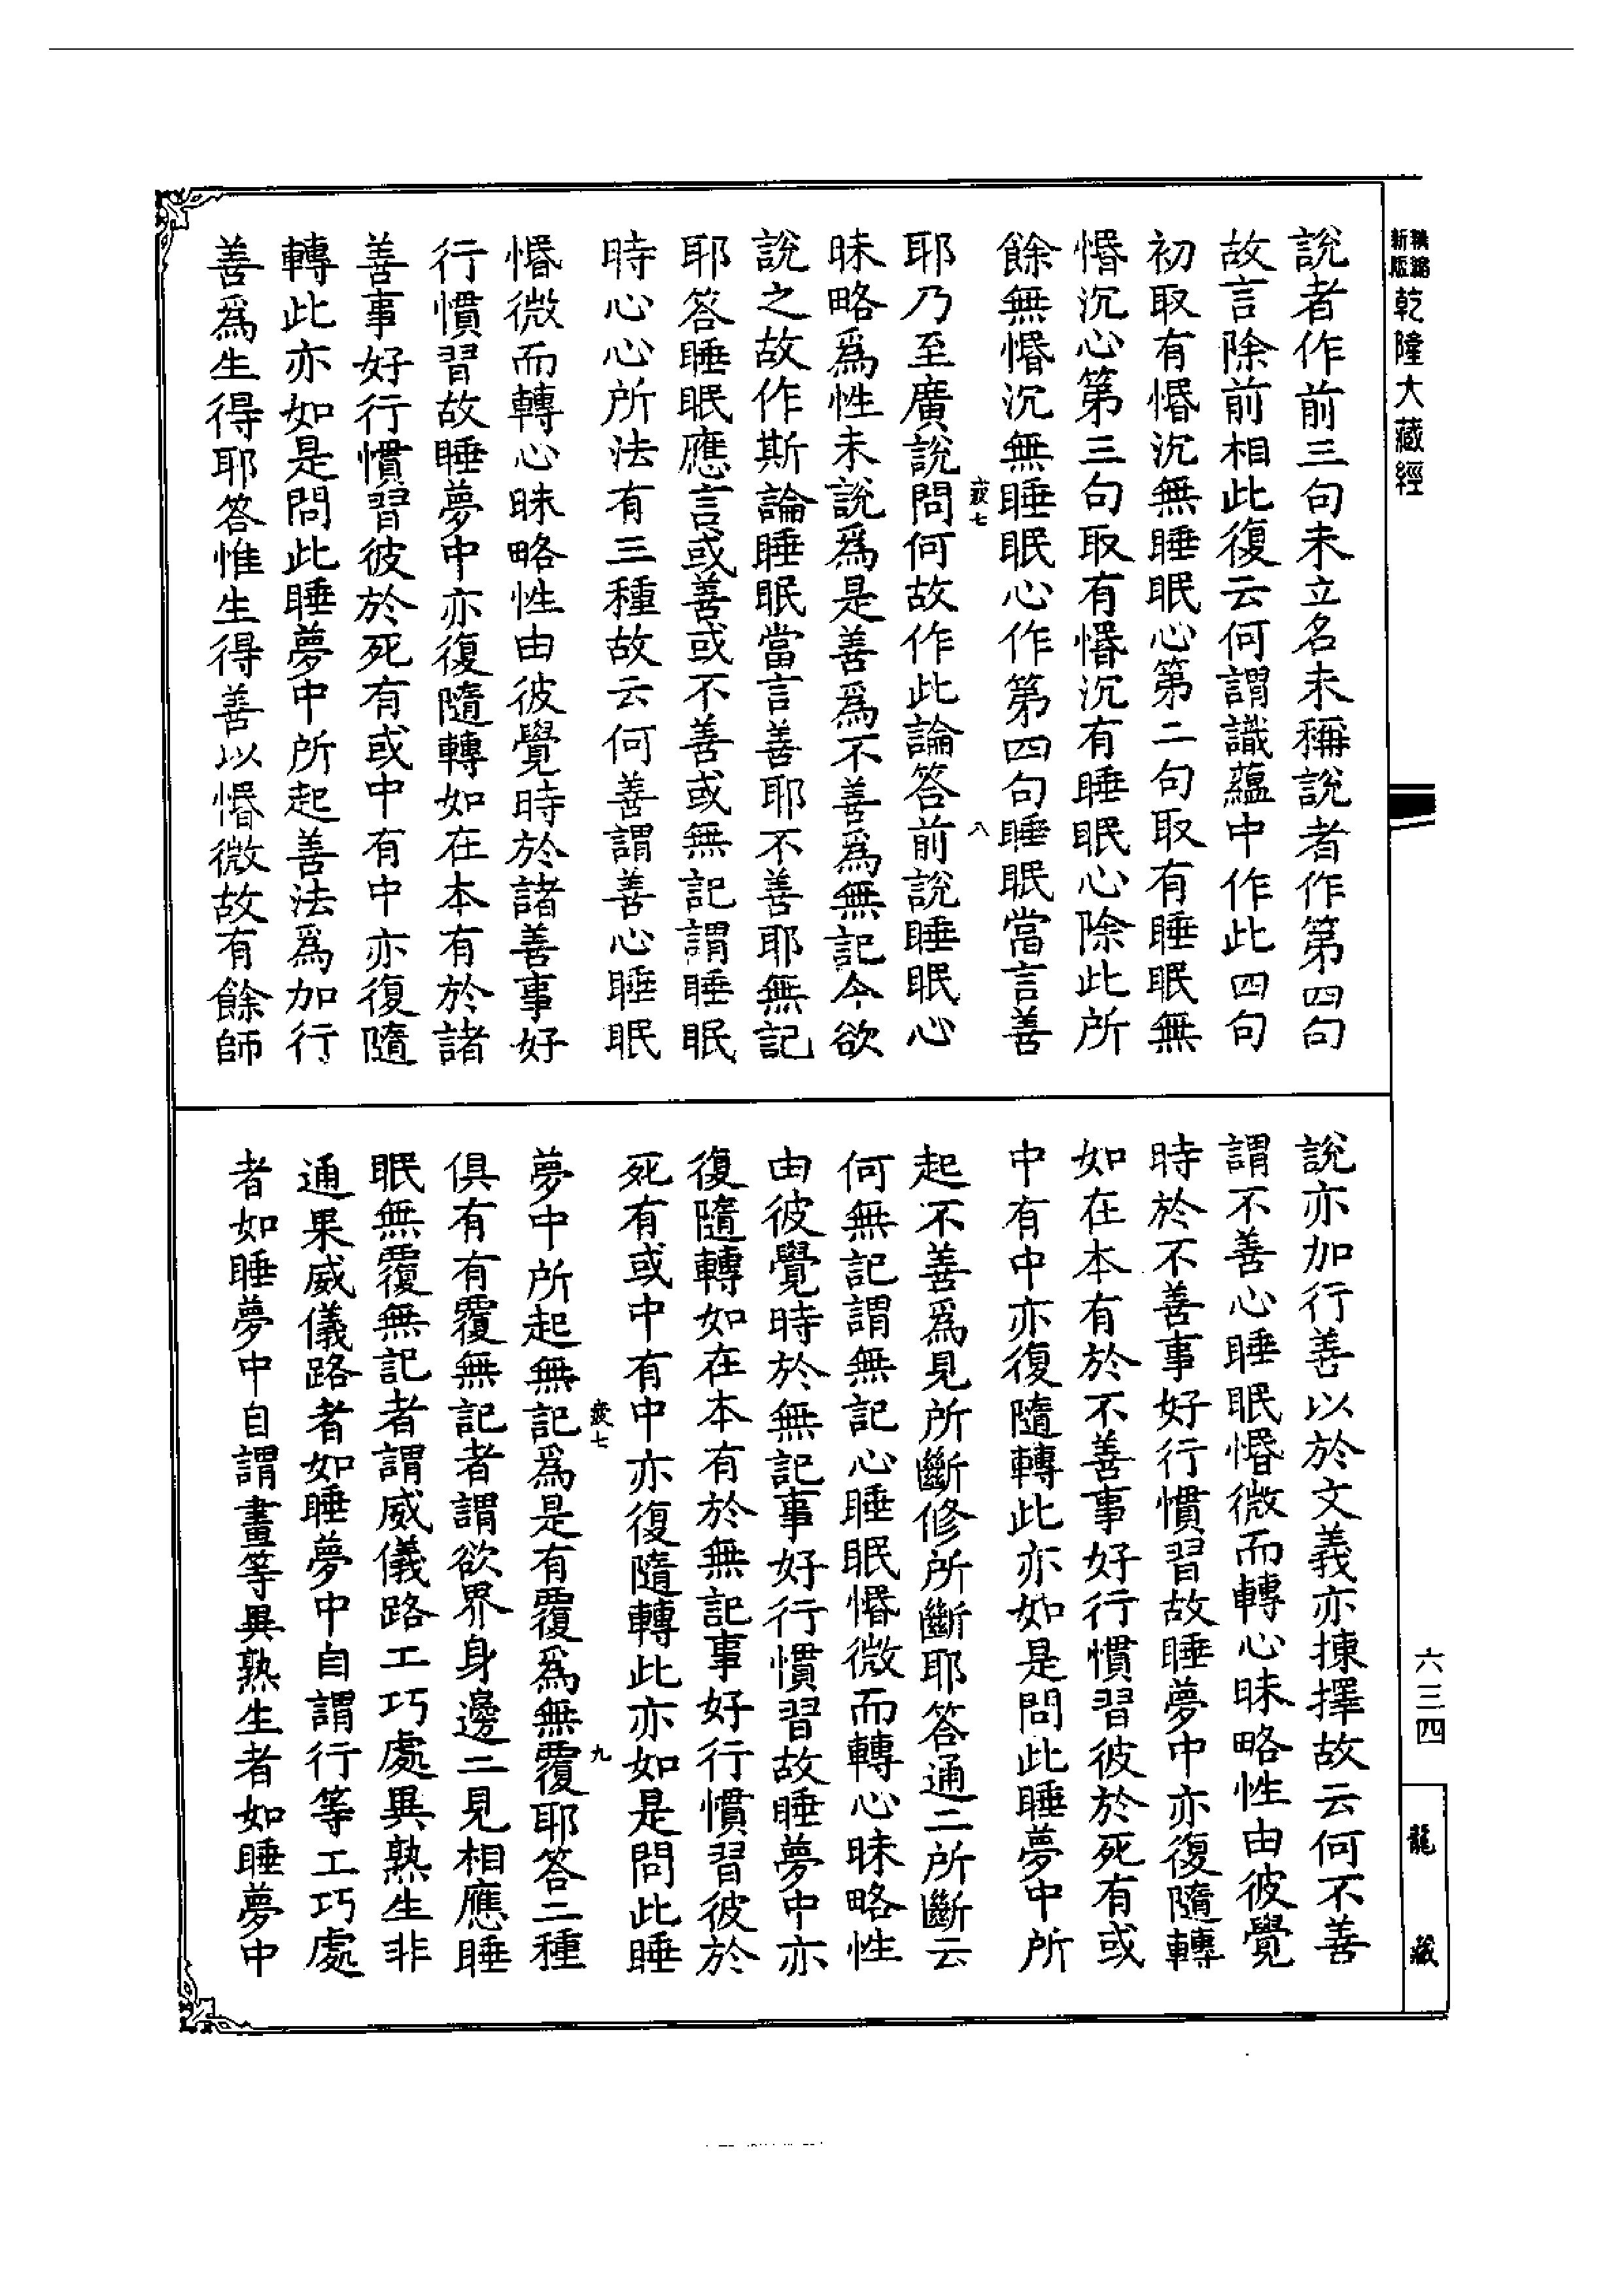 新版 乾隆大藏經
說者作前三句未立名未稱說者作第四句
故言除前相此復云何謂識蘊中作此四句
初取有惛沉無睡眠心第二句取有睡眠無
惛沉心第三句取有惛沉有睡眠心除此所
餘無惛沉無睡眠心作第四句睡眠當言善
疲七 八
耶乃至廣說問何故作此論答前說睡眠心
昧略爲性未說爲是善爲不善爲無記今欲
說之故作斯論睡眠當言善耶不善耶無記
耶答睡眠應言或善或不善或無記謂睡眠
時心心所法有三種故云何善謂善心睡眠
惛微而轉心昧略性由彼覺時於諸善事好
行慣習故睡夢中亦復隨轉如在本有於諸
善事好行慣習彼於死有或中有中亦復隨
轉此亦如是問此睡夢中所起善法爲加行
善爲生得耶答惟生得善以惛微故有餘師
說亦加行善以於文義亦揀擇故云何不善
謂不善心睡眠惛微而轉心昧略性由彼覺
時於不善事好行慣習故睡夢中亦復隨轉
如在本有於不善事好行慣習彼於死有或
中有中亦復隨轉此亦如是問此睡夢中所
起不善爲見所斷修所斷耶答通二所斷云
何無記謂無記心睡眠惛微而轉心昧略性
由彼覺時於無記事好行慣習故睡夢中亦
復隨轉如在本有於無記事好行慣習彼於
死有或中有中亦復隨轉此亦如是問此睡
疲七 九
夢中所起無記爲是有覆爲無覆耶答二種
俱有有覆無記者謂欲界身邊二見相應睡
眠無覆無記者謂威儀路工巧處異熟生非
通果威儀路者如睡夢中自謂行等工巧處
者如睡夢中自謂畫等異熟生者如睡夢中
六三四
龍藏